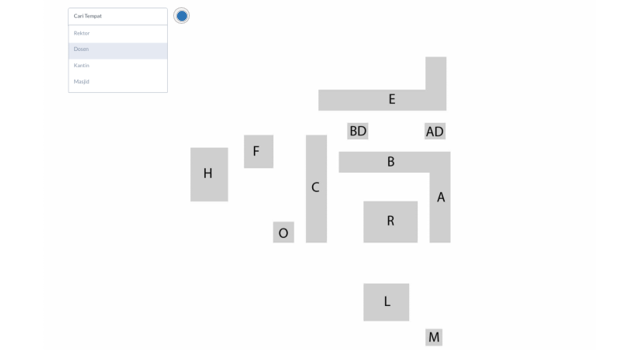 Cari Tempat
Rektor
Dosen
Kantin
Masjid
E
BD
AD
F
B
H
C
A
R
O
L
M